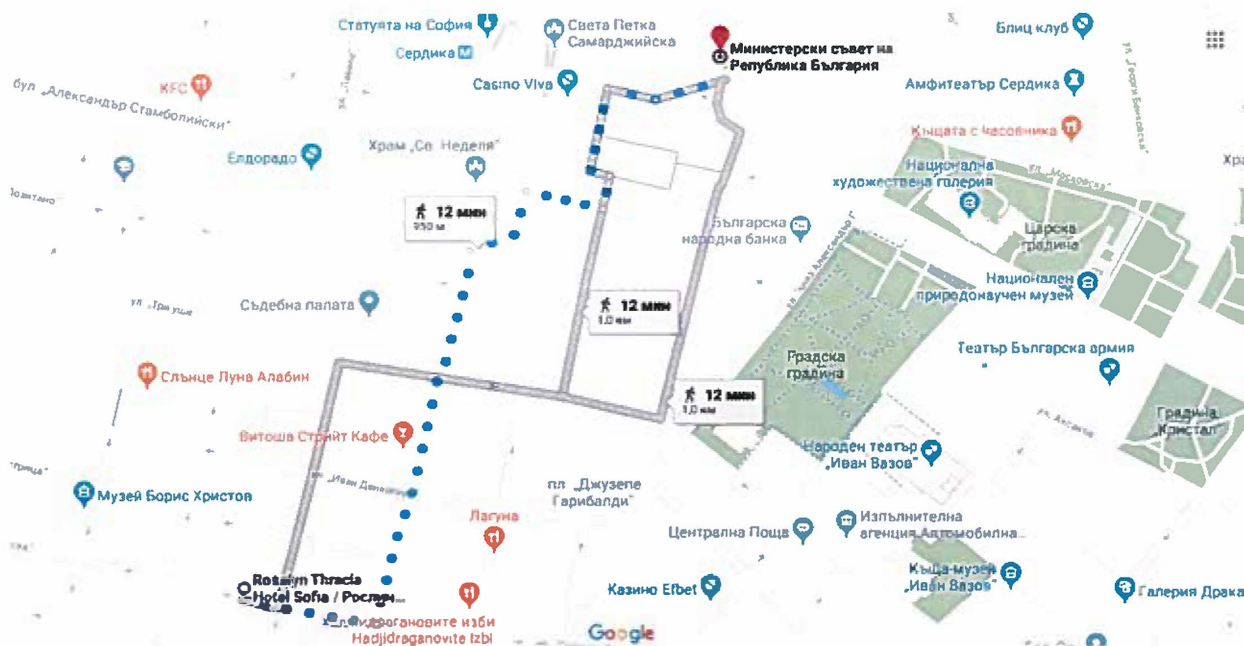 Статуята на София
Сердика М
Света Петка
Самарджийска
Министерски съвет на
Република България
Блиц клуб
KFC
Casino Viva
Амфитеатър Сердика
бул „Александър Стамболийски"
Къщата с часовника
Елдорадо
Храм „Св. Неделя"
Национална
художествена галерия
ул. „Московска"
12 мин
950 м
Българска
народна банка
Царска
градина
Национален
природонаучен музей
Съдебна палата
12 мин
1,0 км
Театър Българска армия
Градска
градина
Слънце Луна Алабин
12 мин
1,0 км
Градина
„Кристал"
Витоша Стрийт Кафе
Народен театър
„Иван Вазов"
Музей Борис Христов
пл „Джузепе
Гарибалди"
Лагуна
Централна Поща
Изпълнителна
агенция Автомобилна...
Rosslyn Thracia
Hotel Sofia / Рослин...
Казино Efbet
Къща-музей
„Иван Вазов"
Галерия Драка
Hadjidraganovite Izbi
Google